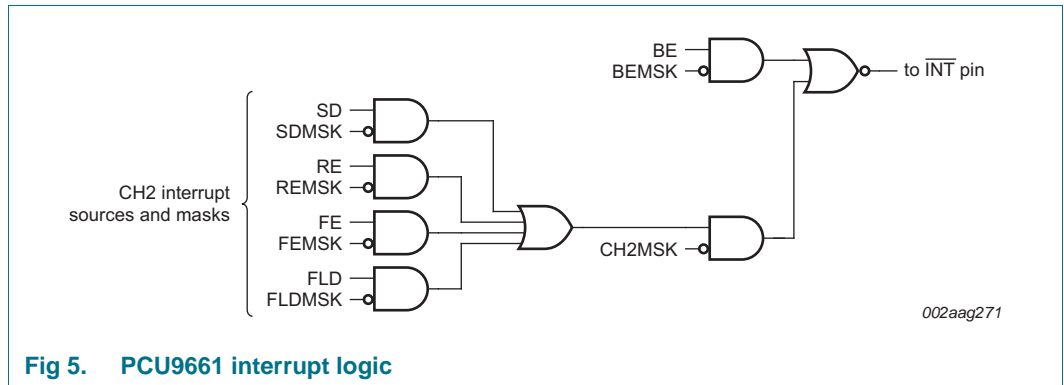 BE
BEMSK
to INT pin
SD
SDMSK
RE
REMSK
CH2 interrupt
sources and masks
FE
FEMSK
CH2MSK
FLD
FLDMSK
002aag271
Fig 5. PCU9661 interrupt logic